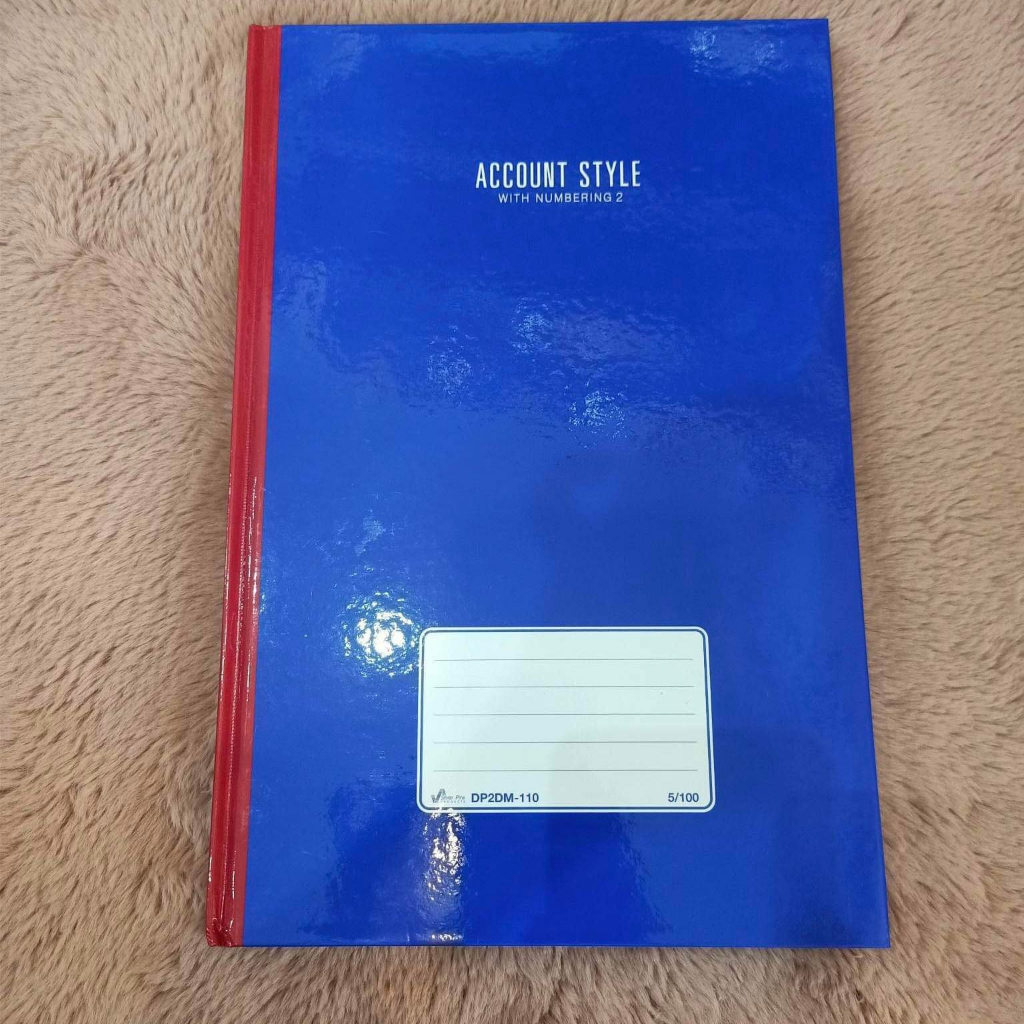 ACCOUNT STYLE
WITH NUMBERING 2
DP2DM-110 5/100